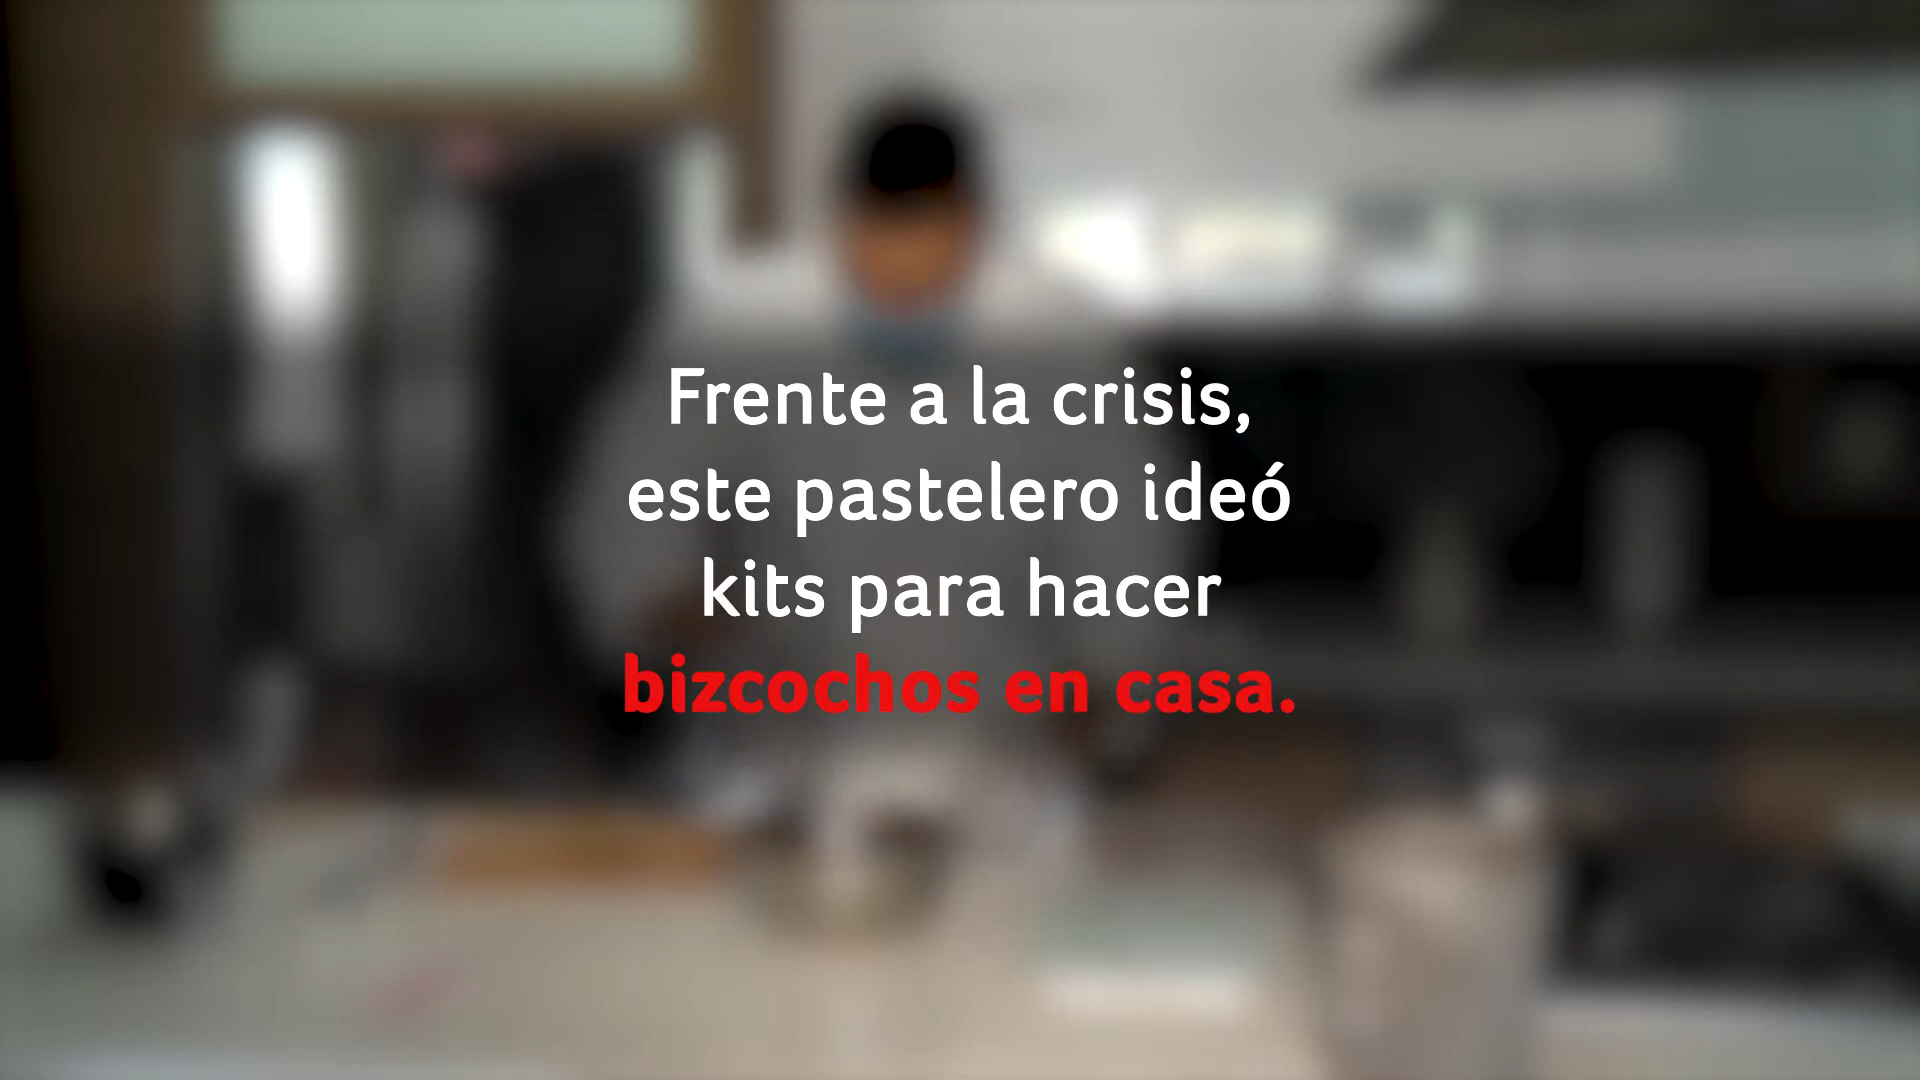 Frente a la crisis,
este pastelero ideó
kits para hacer
bizcochos en casa.